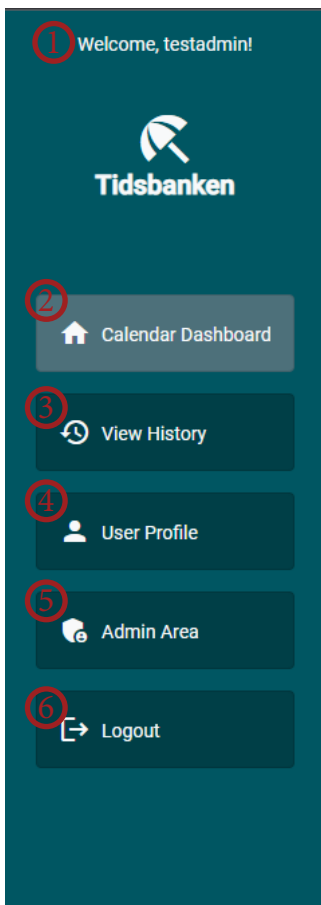 1 Welcome, testadmin!
Tidsbanken
2
Calendar Dashboard
3
View History
4
User Profile
5
Admin Area
6
Logout